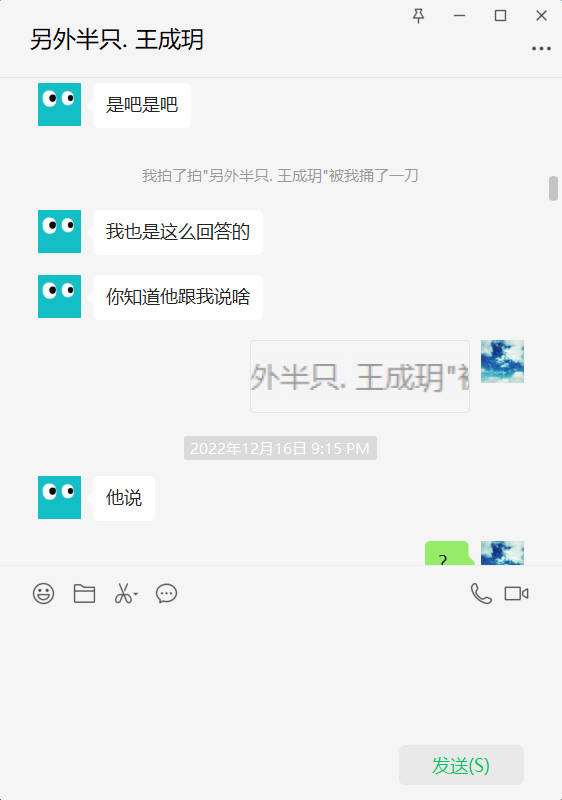 另外半只. 王成玥
是吧是吧
我拍了拍"另外半只. 王成玥"被我捅了一刀
我也是这么回答的
你知道他跟我说啥
外半只. 王成玥"被
2022年12月16日 9:15 PM
他说
?
发送(S)